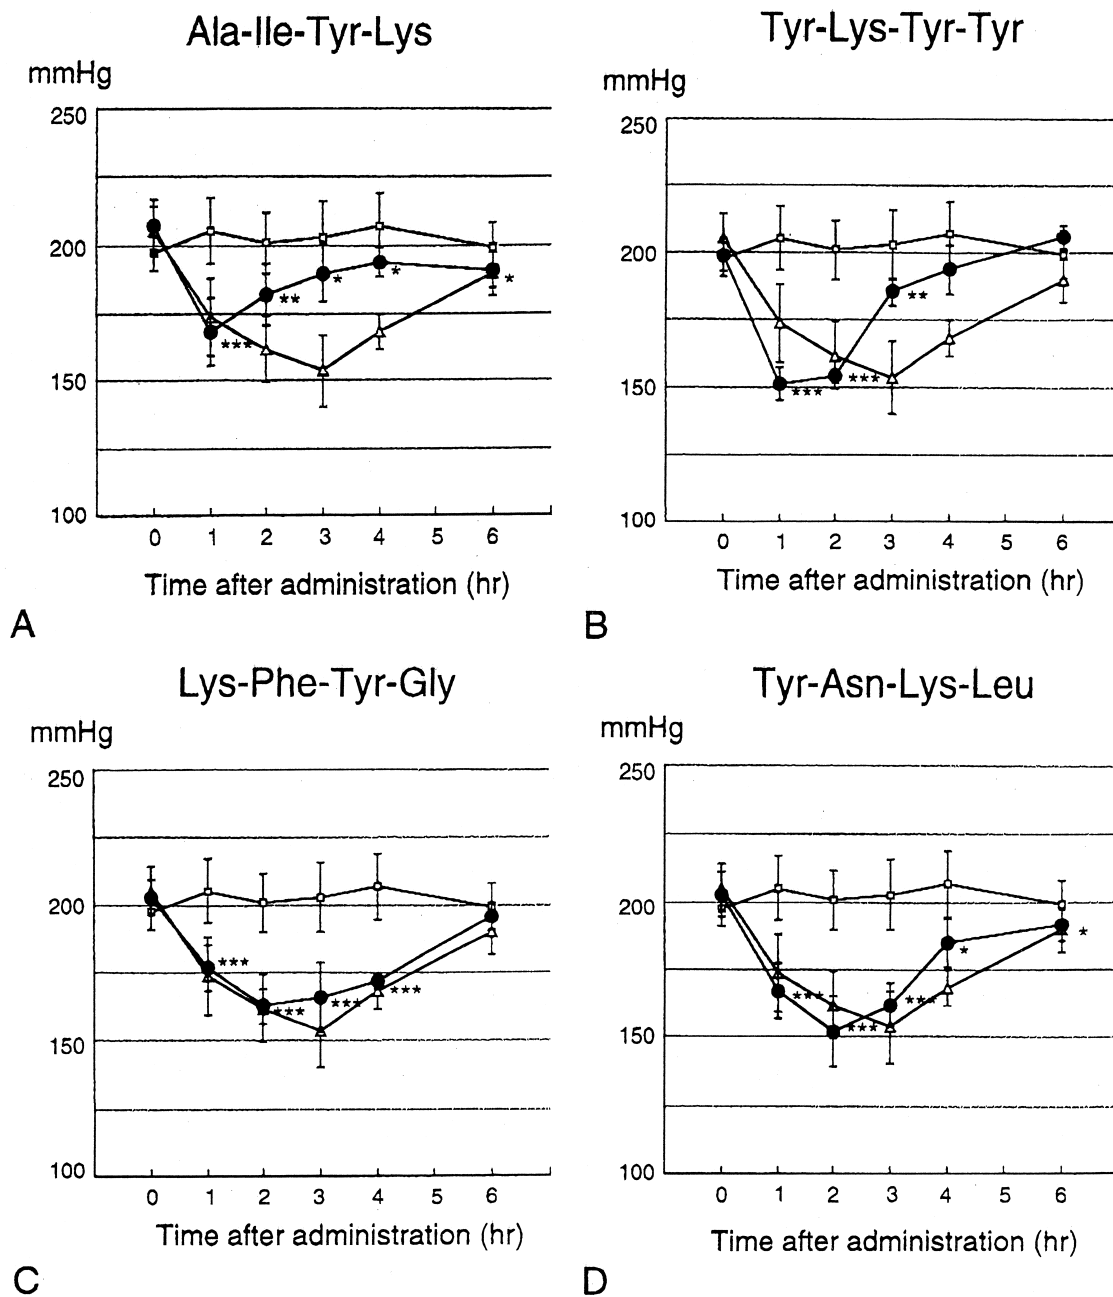 Ala-Ile-Tyr-Lys
mmHg
250
200
150
100
0 1 2 3 4 5 6
*** ** * * *
Time after administration (hr)
A
Tyr-Lys-Tyr-Tyr
mmHg
250
200
150
100
0 1 2 3 4 5 6
*** *** **
Time after administration (hr)
B
Lys-Phe-Tyr-Gly
mmHg
250
200
150
100
0 1 2 3 4 5 6
*** *** *** ***
Time after administration (hr)
C
Tyr-Asn-Lys-Leu
mmHg
250
200
150
100
0 1 2 3 4 5 6
*** *** *** * *
Time after administration (hr)
D